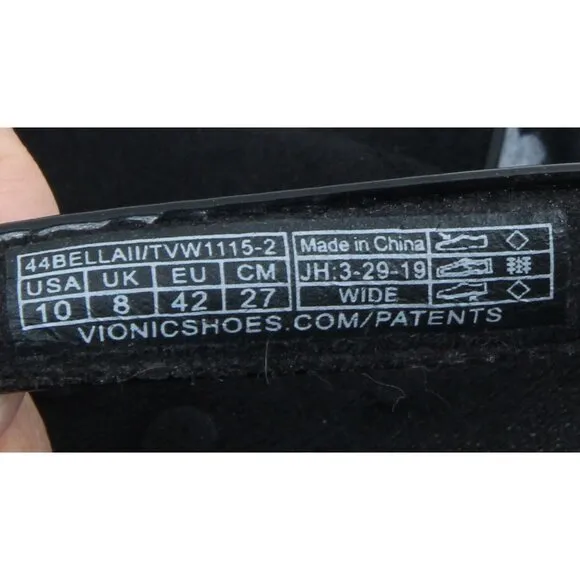 44BELLAII/TVW1115-2
USA UK EU CM
10 8 42 27
Made in China
JH:3-29-19
WIDE
VIONICSHOES.COM/PATENTS